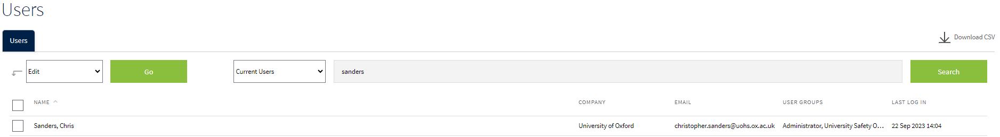 Users
Users
Download CSV
Edit Go Current Users sanders Search
NAME COMPANY EMAIL USER GROUPS LAST LOG IN
Sanders, Chris University of Oxford christopher.sanders@uohs.ox.ac.uk Administrator, University Safety O... 22 Sep 2023 14:04